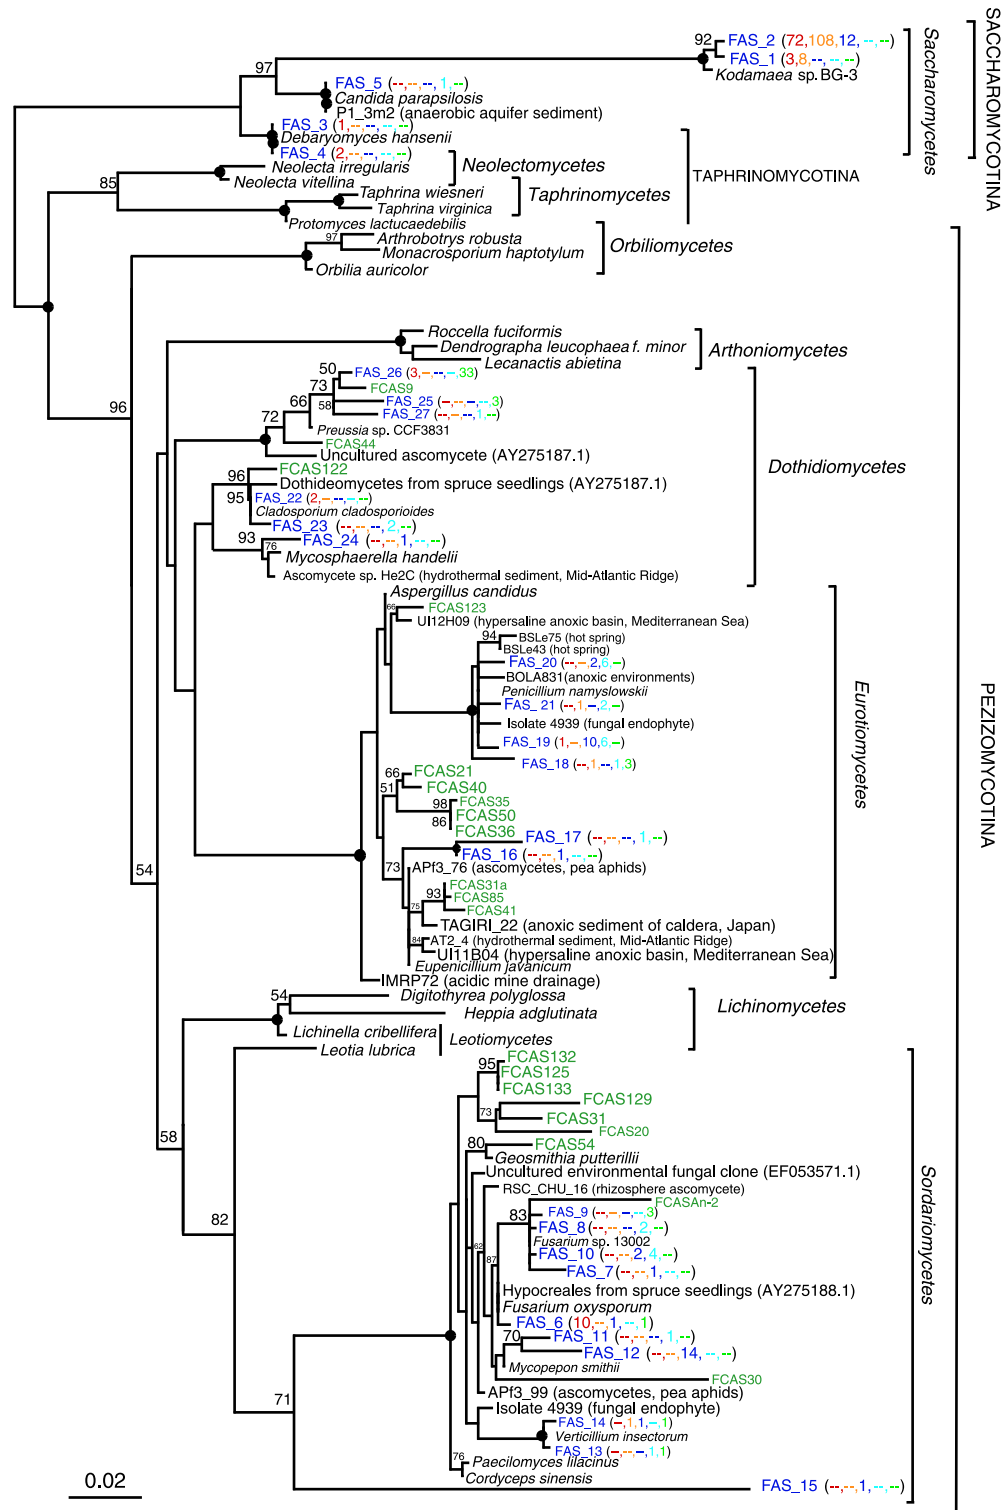 SACCHAROMYCOTINA
Saccharomycetes
92
FAS_2 (72,108,12, --, --)
FAS_1 (3,8, --, --, --)
Kodamaea sp. BG-3
97
FAS_5 (--, --, --, 1, --)
Candida parapsilosis
P1_3m2 (anaerobic aquifer sediment)
FAS_3 (1, --, --, --, --)
Debaryomyces hansenii
FAS_4 (2, --, --, --, --)
TAPHRINOMYCOTINA
Neolecta irregularis
Neolectomycetes
85
Neolecta vitellina
Taphrina wiesneri
Taphrinomycetes
Taphrina virginica
Protomyces lactucaedebilis
PEZIZOMYCOTINA
97
Arthrobotrys robusta
Orbiliomycetes
Monacrosporium haptotylum
Orbilia auricolor
Roccella fuciformis
Dendrographa leucophaea f. minor
Arthoniomycetes
Lecanactis abietina
50
FAS_26 (3, --, --, --,33)
73
FCAS9
58
FAS_25 (--, --, --, --,3)
96
66
FAS_27 (--, --, --, 1, --)
72
Preussia sp. CCF3831
FCAS44
Uncultured ascomycete (AY275187.1)
Dothidiomycetes
FCAS122
96
Dothideomycetes from spruce seedlings (AY275187.1)
95
FAS_22 (2, --, --, --, --)
Cladosporium cladosporioides
FAS_23 (--, --, --, 2, --)
93
FAS_24 (--, --, 1, --, --)
76
Mycosphaerella handelii
Ascomycete sp. He2C (hydrothermal sediment, Mid-Atlantic Ridge)
Aspergillus candidus
66
FCAS123
UI12H09 (hypersaline anoxic basin, Mediterranean Sea)
94
BSLe75 (hot spring)
BSLe43 (hot spring)
FAS_20 (--, --, 2,6, --)
BOLA831(anoxic environments)
Penicillium namyslowskii
FAS_ 21 (--, 1, --, 2, --)
Eurotiomycetes
Isolate 4939 (fungal endophyte)
FAS_19 (1, --, 10,6, --)
FAS_18 (--, 1, --, 1,3)
66
FCAS21
51
FCAS40
98
FCAS35
86
FCAS50
FCAS36
FAS_17 (--, --, --, 1, --)
FAS_16 (--, --, 1, --, --)
73
APf3_76 (ascomycetes, pea aphids)
54
FCAS31a
93
FCAS85
75
FCAS41
TAGIRI_22 (anoxic sediment of caldera, Japan)
84
AT2_4 (hydrothermal sediment, Mid-Atlantic Ridge)
UI11B04 (hypersaline anoxic basin, Mediterranean Sea)
Eupenicillium javanicum
IMRP72 (acidic mine drainage)
54
Digitothyrea polyglossa
Lichinomycetes
Heppia adglutinata
Lichinella cribellifera
Leotiomycetes
Leotia lubrica
95
FCAS132
FCAS125
FCAS133
FCAS129
73
FCAS31
FCAS20
58
80
FCAS54
Geosmithia putterillii
Uncultured environmental fungal clone (EF053571.1)
RSC_CHU_16 (rhizosphere ascomycete)
FCASAn-2
83
FAS_9 (--, --, --, --,3)
82
FAS_8 (--, --, --, 2, --)
Fusarium sp. 13002
62
87
FAS_10 (--, --, 2, 4, --)
FAS_7 (--, --, 1, --, --)
Sordariomycetes
Hypocreales from spruce seedlings (AY275188.1)
Fusarium oxysporum
FAS_6 (10, --, 1, --, 1)
70
FAS_11 (--, --, --, 1, --)
FAS_12 (--, --, 14, --, --)
Mycopepon smithii
FCAS30
71
APf3_99 (ascomycetes, pea aphids)
Isolate 4939 (fungal endophyte)
FAS_14 (--, 1,1, --, 1)
Verticillium insectorum
FAS_13 (--, --, --, 1,1)
76
Paecilomyces lilacinus
Cordyceps sinensis
0.02
FAS_15 (--, --, 1, --, --)